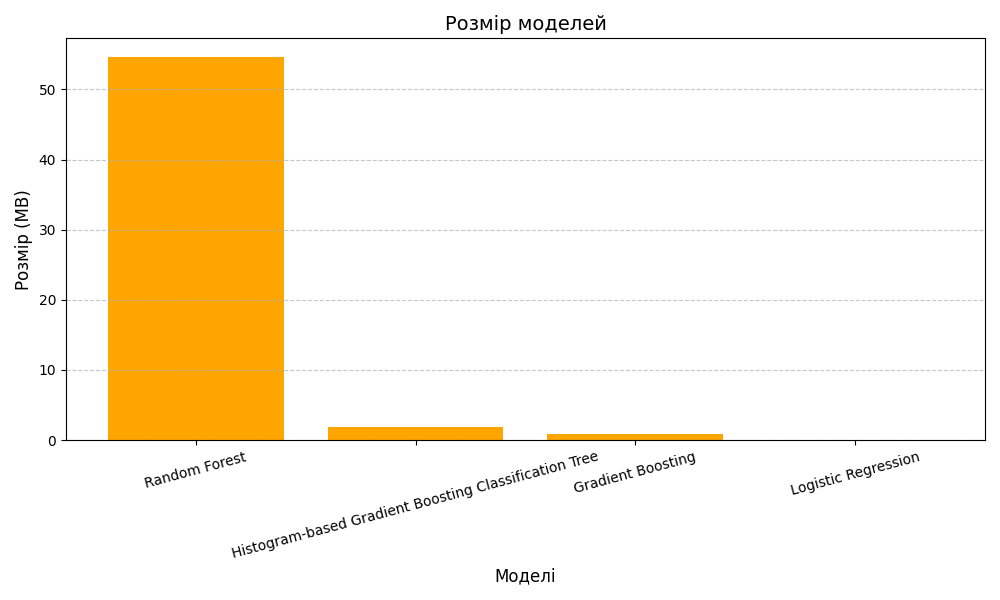 Розмір моделей
Розмір (MB)
50
40
30
20
10
0
Random Forest
Histogram-based Gradient Boosting Classification Tree
Gradient Boosting
Logistic Regression
Моделі